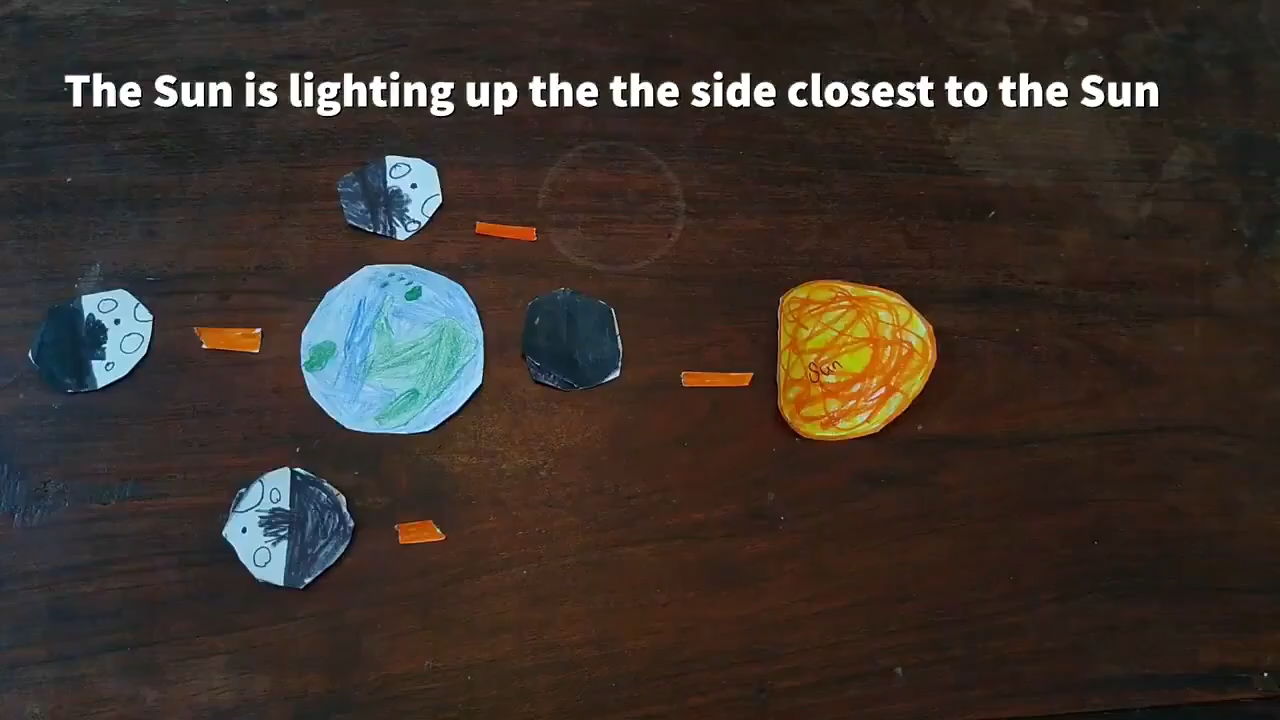 The Sun is lighting up the the side closest to the Sun
Sun